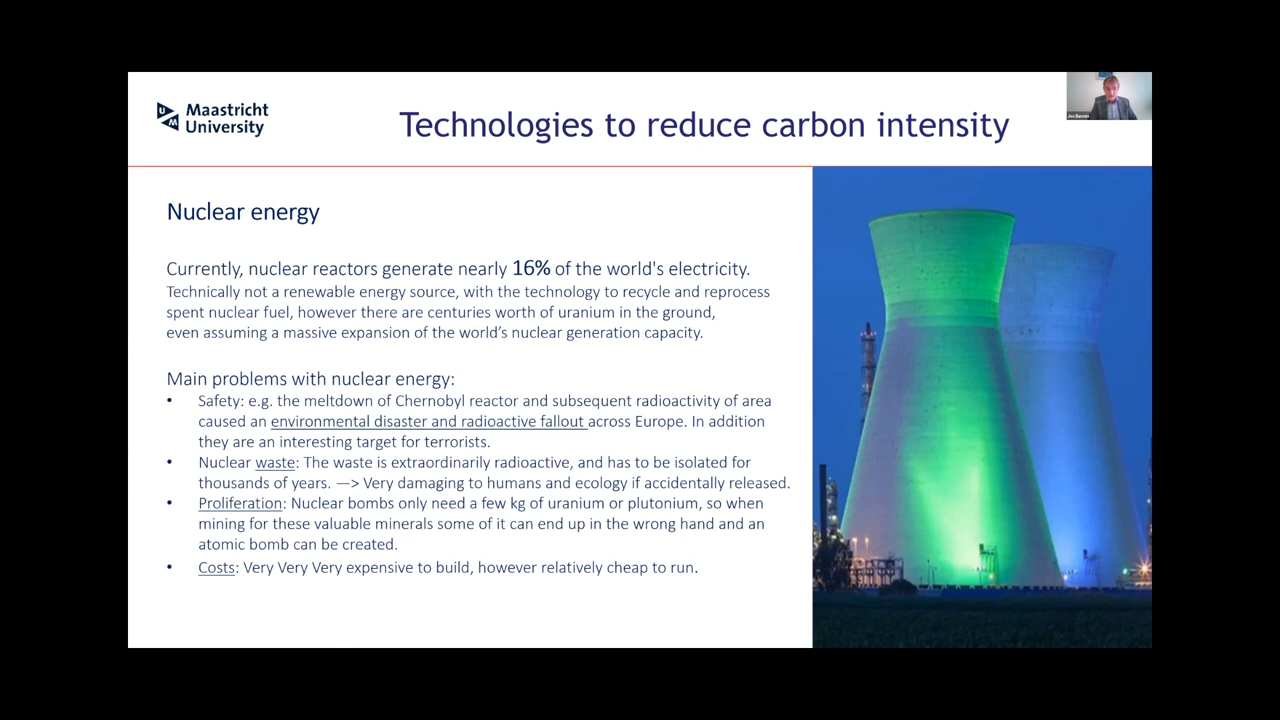 Maastricht
University
UM
Technologies to reduce carbon intensity
Nuclear energy
Currently, nuclear reactors generate nearly 16% of the world's electricity.
Technically not a renewable energy source, with the technology to recycle and reprocess
spent nuclear fuel, however there are centuries worth of uranium in the ground,
even assuming a massive expansion of the world’s nuclear generation capacity.
Main problems with nuclear energy:
• Safety: e.g. the meltdown of Chernobyl reactor and subsequent radioactivity of area
caused an environmental disaster and radioactive fallout across Europe. In addition
they are an interesting target for terrorists.
• Nuclear waste: The waste is extraordinarily radioactive, and has to be isolated for
thousands of years. —> Very damaging to humans and ecology if accidentally released.
• Proliferation: Nuclear bombs only need a few kg of uranium or plutonium, so when
mining for these valuable minerals some of it can end up in the wrong hand and an
atomic bomb can be created.
• Costs: Very Very Very expensive to build, however relatively cheap to run.